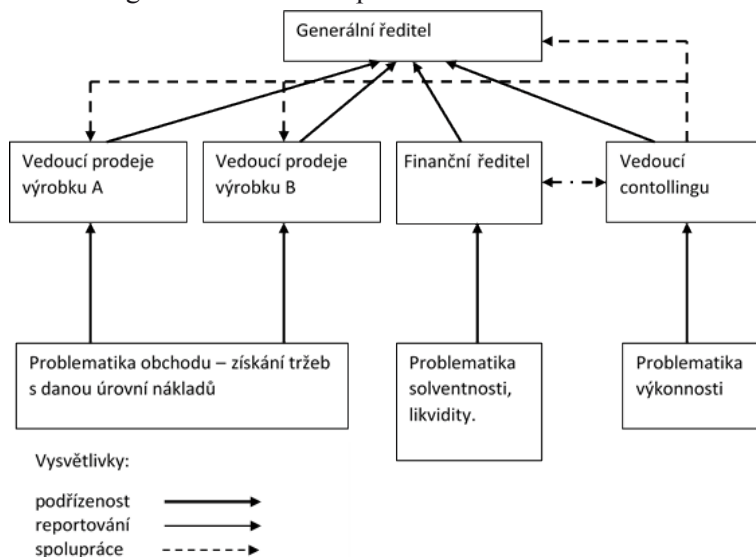 Generální ředitel
Vedoucí prodeje
výrobku A
Vedoucí prodeje
výrobku B
Finanční ředitel
Vedoucí
contollingu
Problematika obchodu – získání tržeb
s danou úrovní nákladů
Problematika
solventnosti,
likvidity.
Problematika
výkonnosti
Vysvětlivky:
podřízenost
reportování
spolupráce